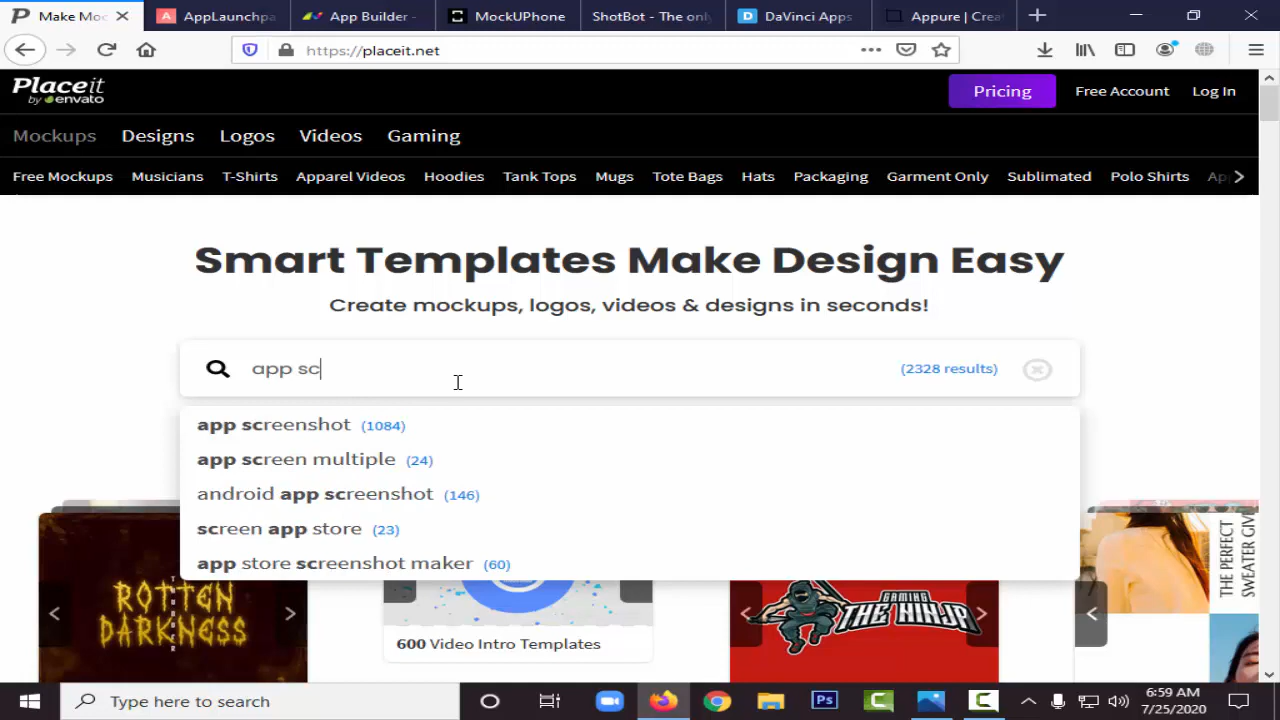 Make Moc
AppLaunchpa
App Builder -
MockUPhone
ShotBot - The only
DaVinci Apps
Appure | Crea
https://placeit.net
Placeit
by envato
Pricing
Free Account
Log In
Mockups
Designs
Logos
Videos
Gaming
Free Mockups
Musicians
T-Shirts
Apparel Videos
Hoodies
Tank Tops
Mugs
Tote Bags
Hats
Packaging
Garment Only
Sublimated
Polo Shirts
Ap
Smart Templates Make Design Easy
Create mockups, logos, videos & designs in seconds!
app sc
(2328 results)
app screenshot (1084)
app screen multiple (24)
android app screenshot (146)
screen app store (23)
app store screenshot maker (60)
ROTTEN
DARKNESS
600 Video Intro Templates
GAMING
THE NINJA
THE PERFECT
SWEATER GIV
Type here to search
Ps
6:59 AM
7/25/2020